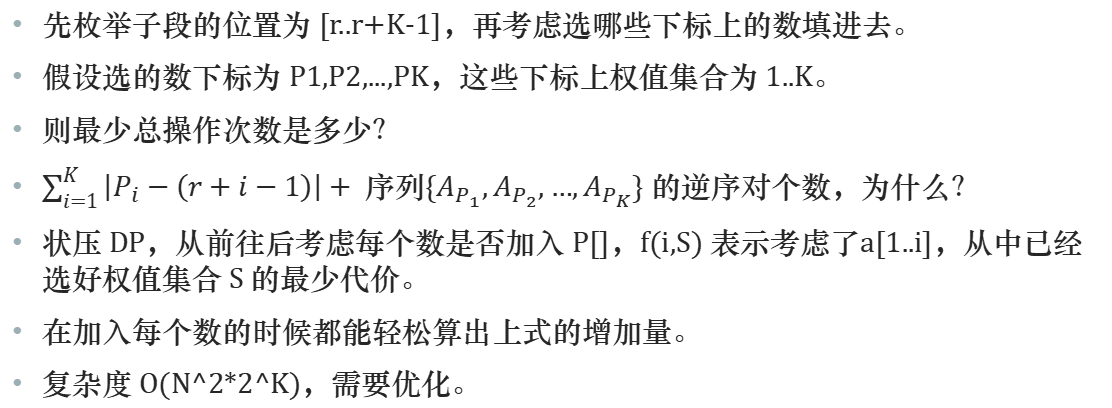 • 先枚举子段的位置为 [r..r+K-1]，再考虑选哪些下标上的数填进去。
• 假设选的数下标为 P1,P2,...,PK，这些下标上权值集合为 1..K。
• 则最少总操作次数是多少？
• ∑_{i=1}^{K} |P_i − (r + i − 1)| + 序列{A_{P_1}, A_{P_2}, …, A_{P_K}} 的逆序对个数，为什么？
• 状压 DP，从前往后考虑每个数是否加入 P[]，f(i,S) 表示考虑了a[1..i]，从中已经
选好权值集合 S 的最少代价。
• 在加入每个数的时候都能轻松算出上式的增加量。
• 复杂度 O(N^2*2^K)，需要优化。